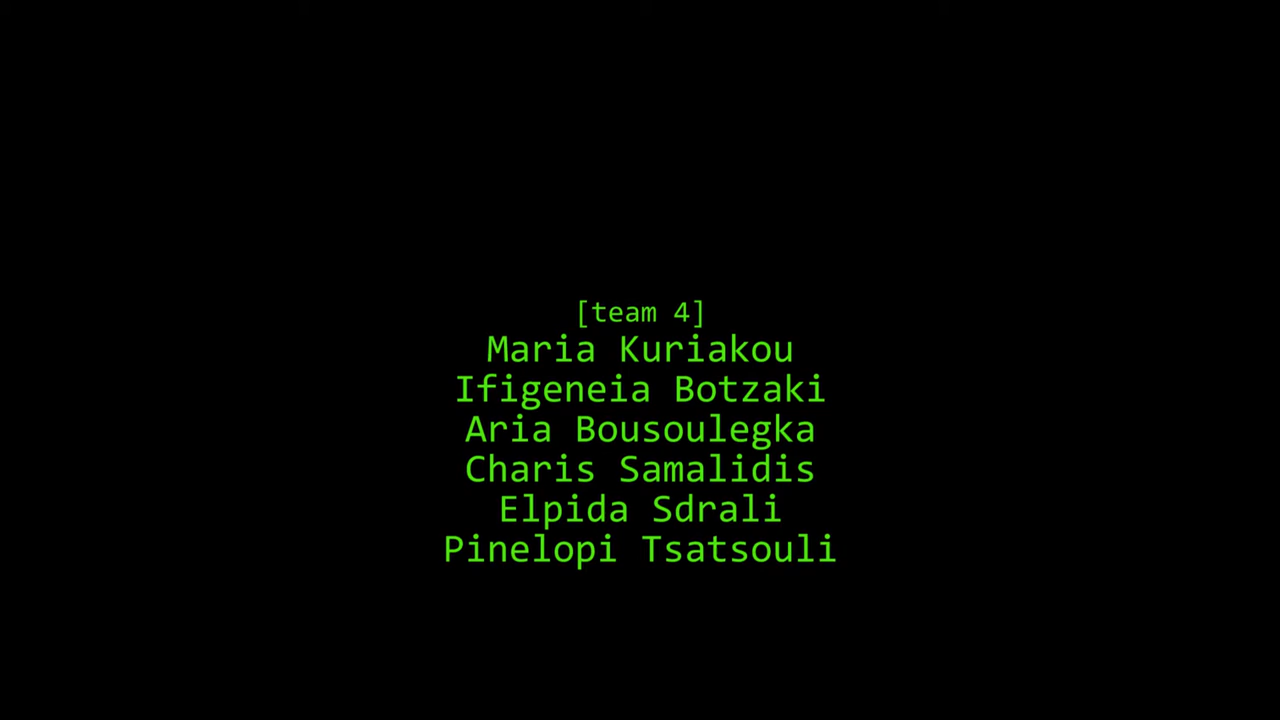 [team 4]
Maria Kuriakou
Ifigeneia Botzaki
Aria Bousoulegka
Charis Samalidis
Elpida Sdrali
Pinelopi Tsatsouli